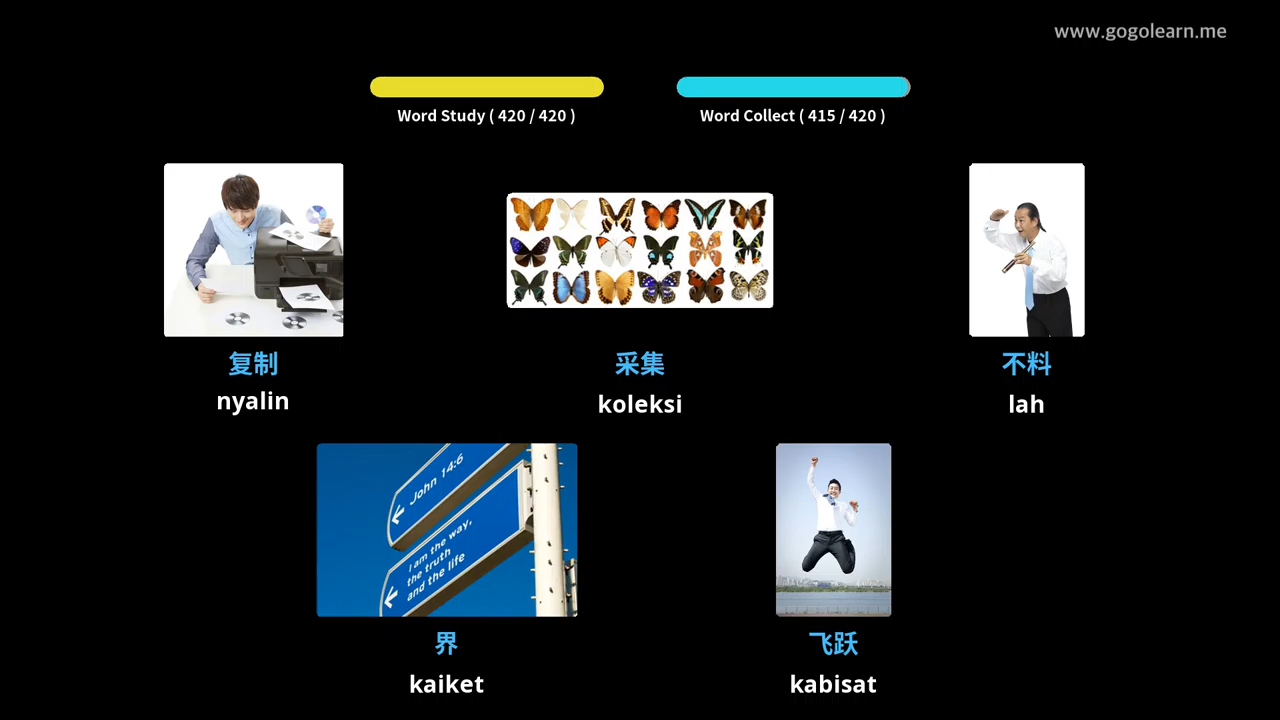 www.gogolearn.me
Word Study ( 420 / 420 )
Word Collect ( 415 / 420 )
复制
nyalin
采集
koleksi
不料
lah
John 14:6
I am the way,
the truth
and the life
界
kaiket
飞跃
kabisat